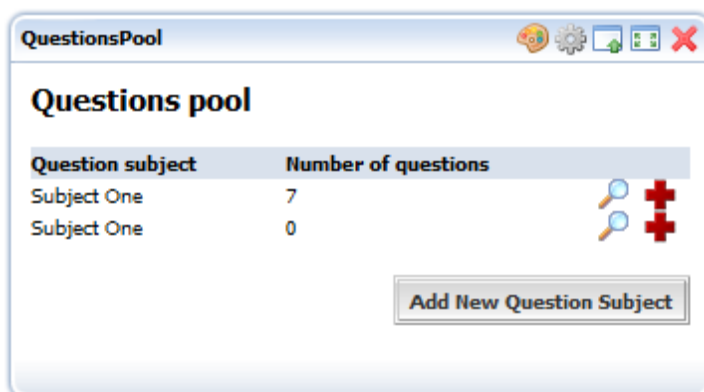 QuestionsPool
Questions pool
Question subject Number of questions
Subject One 7
Subject One 0
Add New Question Subject